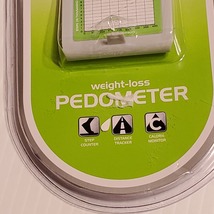 weight-loss
PEDOMETER
STEP COUNTER
DISTANCE TRACKER
CALORIE MONITOR